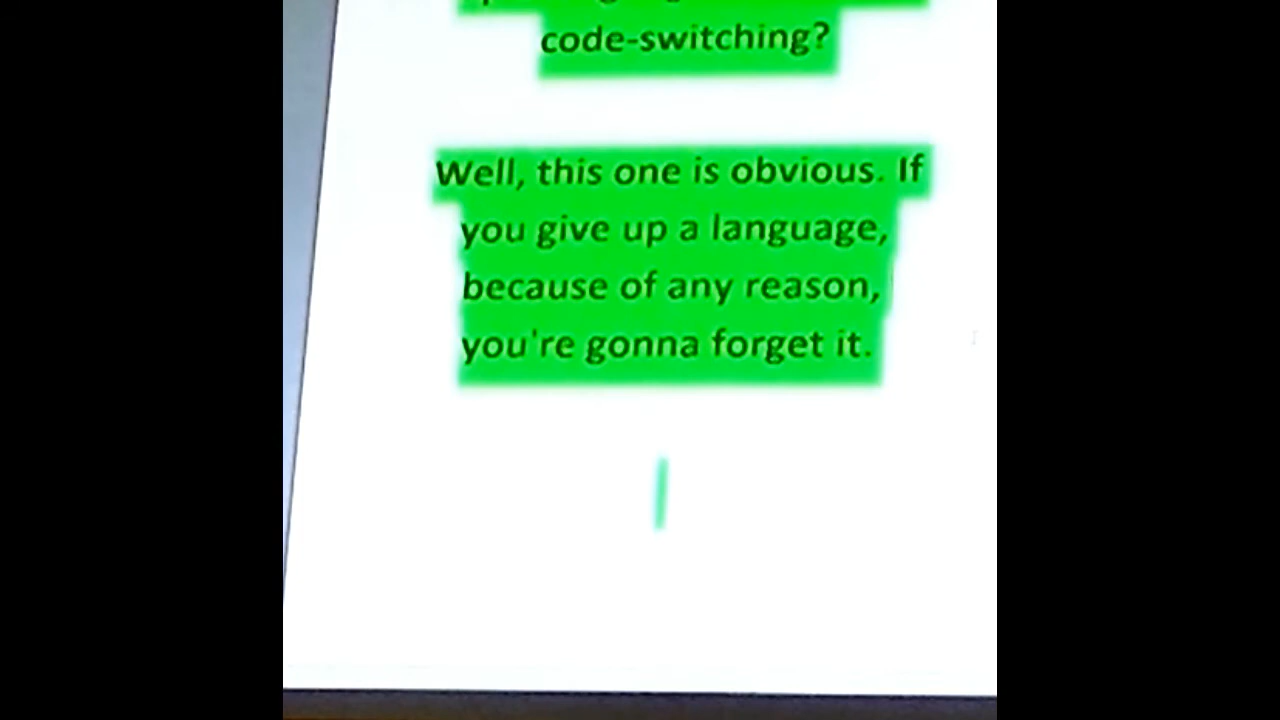 code-switching?
Well, this one is obvious. If
you give up a language,
because of any reason,
you're gonna forget it.